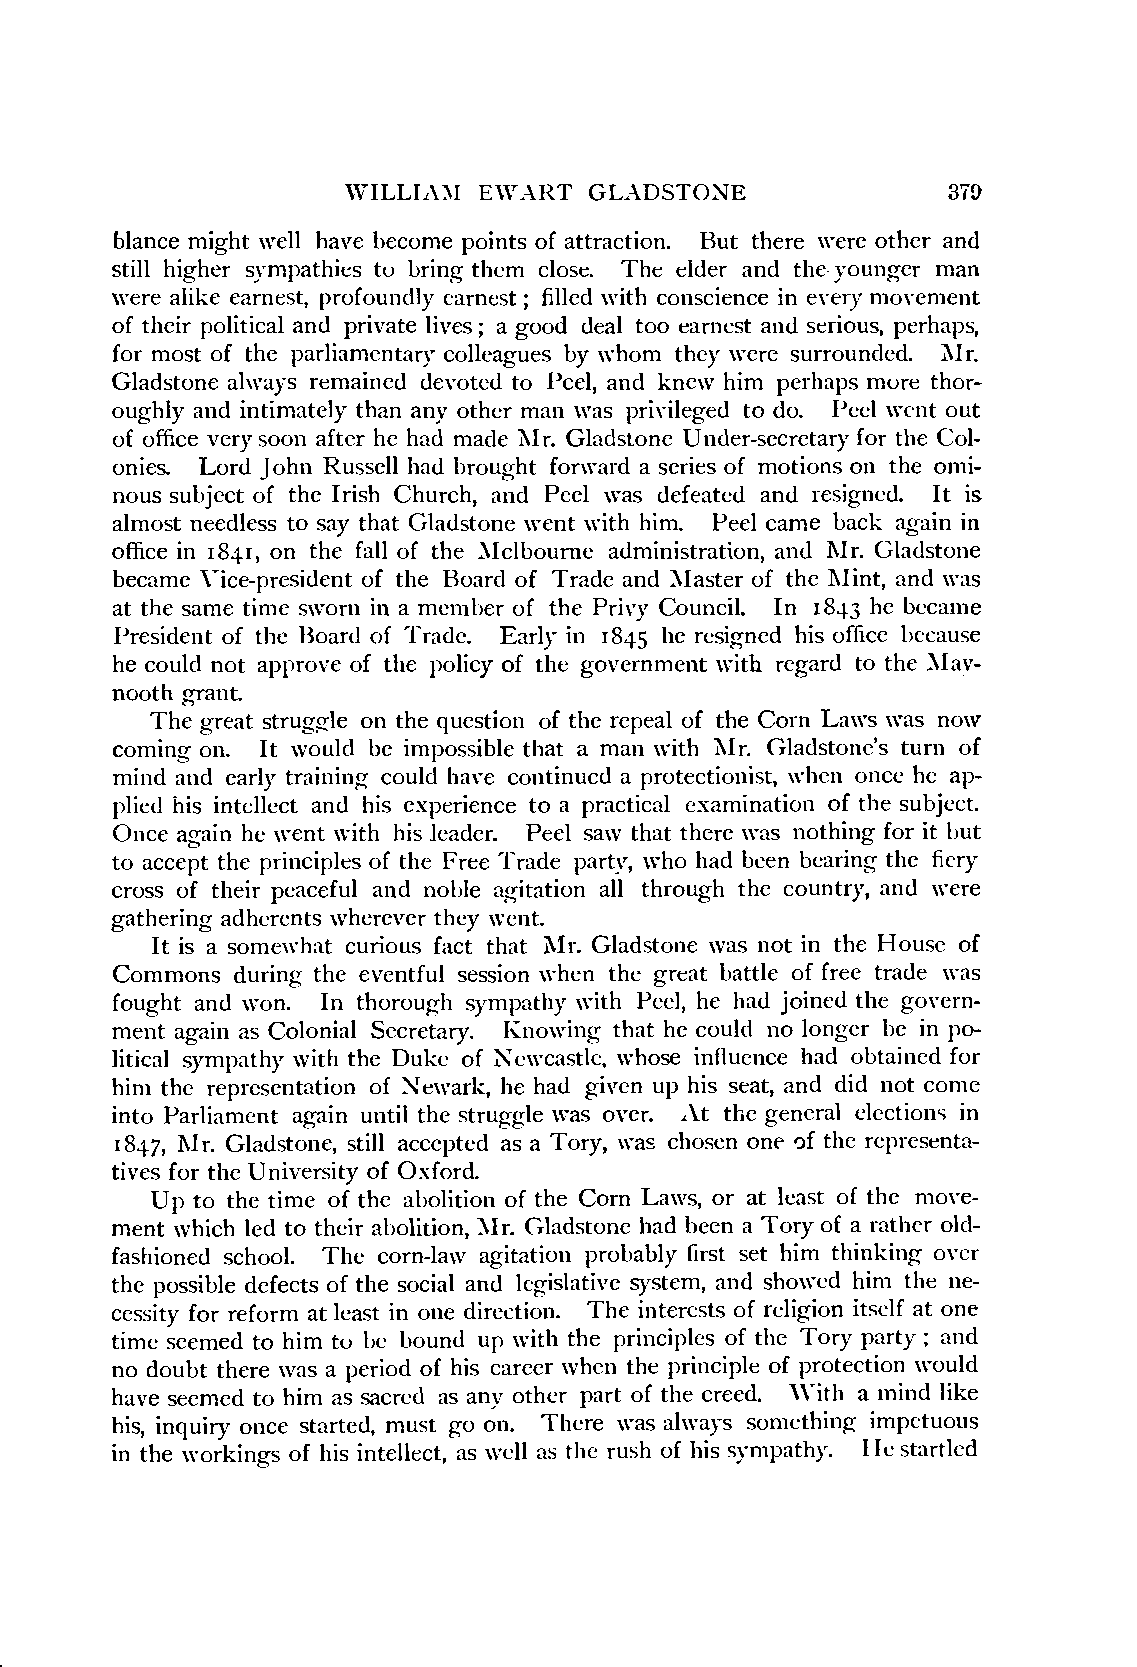 WILLIAM EWART GLADSTONE 379
blance might well have become points of attraction. But there were other and
still higher sympathies to bring them close. The elder and the younger man
were alike earnest, profoundly earnest; filled with conscience in every movement
of their political and private lives; a good deal too earnest and serious, perhaps,
for most of the parliamentary colleagues by whom they were surrounded. Mr.
Gladstone always remained devoted to Peel, and knew him perhaps more thor-
oughly and intimately than any other man was privileged to do. Peel went out
of office very soon after he had made Mr. Gladstone Under-secretary for the Col-
onies. Lord John Russell had brought forward a series of motions on the omi-
nous subject of the Irish Church, and Peel was defeated and resigned. It is
almost needless to say that Gladstone went with him. Peel came back again in
office in 1841, on the fall of the Melbourne administration, and Mr. Gladstone
became Vice-president of the Board of Trade and Master of the Mint, and was
at the same time sworn in a member of the Privy Council. In 1843 he became
President of the Board of Trade. Early in 1845 he resigned his office because
he could not approve of the policy of the government with regard to the May-
nooth grant.
The great struggle on the question of the repeal of the Corn Laws was now
coming on. It would be impossible that a man with Mr. Gladstone's turn of
mind and early training could have continued a protectionist, when once he ap-
plied his intellect and his experience to a practical examination of the subject.
Once again he went with his leader. Peel saw that there was nothing for it but
to accept the principles of the Free Trade party, who had been bearing the fiery
cross of their peaceful and noble agitation all through the country, and were
gathering adherents wherever they went.
It is a somewhat curious fact that Mr. Gladstone was not in the House of
Commons during the eventful session when the great battle of free trade was
fought and won. In thorough sympathy with Peel, he had joined the govern-
ment again as Colonial Secretary. Knowing that he could no longer be in po-
litical sympathy with the Duke of Newcastle, whose influence had obtained for
him the representation of Newark, he had given up his seat, and did not come
into Parliament again until the struggle was over. At the general elections in
1847, Mr. Gladstone, still accepted as a Tory, was chosen one of the representa-
tives for the University of Oxford.
Up to the time of the abolition of the Corn Laws, or at least of the move-
ment which led to their abolition, Mr. Gladstone had been a Tory of a rather old-
fashioned school. The corn-law agitation probably first set him thinking over
the possible defects of the social and legislative system, and showed him the ne-
cessity for reform at least in one direction. The interests of religion itself at one
time seemed to him to be bound up with the principles of the Tory party; and
no doubt there was a period of his career when the principle of protection would
have seemed to him as sacred as any other part of the creed. With a mind like
his, inquiry once started, must go on. There was always something impetuous
in the workings of his intellect, as well as the rush of his sympathy. He startled